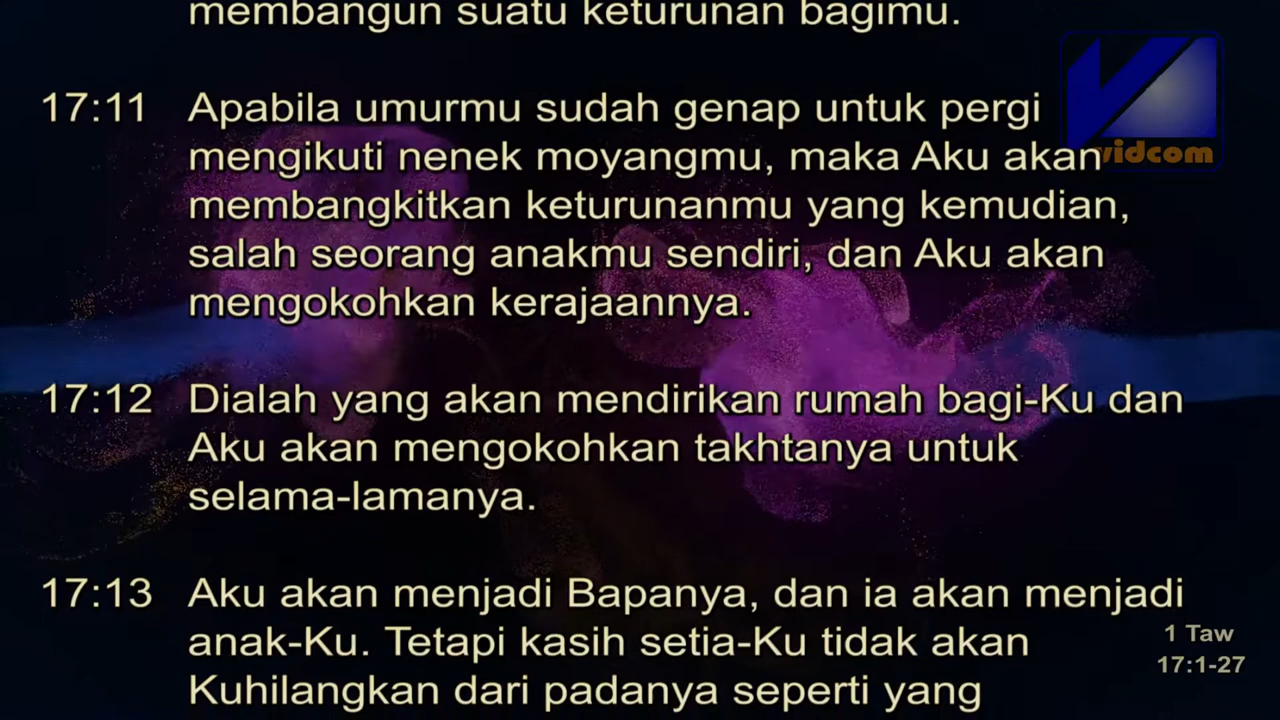 membangun suatu keturunan bagimu.
17:11 Apabila umurmu sudah genap untuk pergi
mengikuti nenek moyangmu, maka Aku akan
membangkitkan keturunanmu yang kemudian,
salah seorang anakmu sendiri, dan Aku akan
mengokohkan kerajaannya.
17:12 Dialah yang akan mendirikan rumah bagi-Ku dan
Aku akan mengokohkan takhtanya untuk
selama-lamanya.
17:13 Aku akan menjadi Bapanya, dan ia akan menjadi
anak-Ku. Tetapi kasih setia-Ku tidak akan
Kuhilangkan dari padanya seperti yang
vidcom
1 Taw
17:1-27